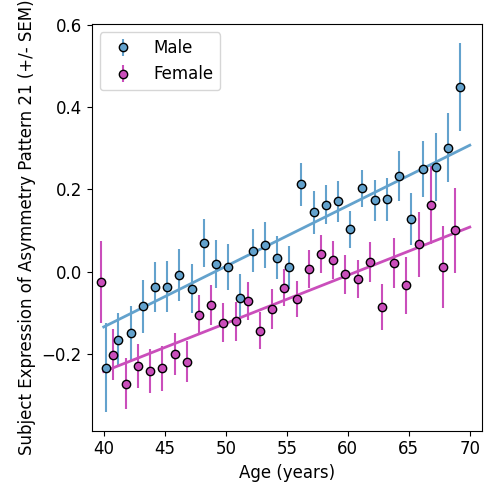 Subject Expression of Asymmetry Pattern 21 (+/- SEM)
0.6
0.4
0.2
0.0
−0.2
Male
Female
40 45 50 55 60 65 70
Age (years)